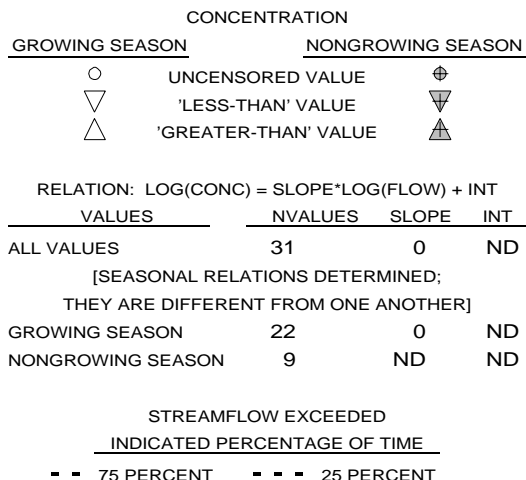 CONCENTRATION
GROWING SEASON NONGROWING SEASON
UNCENSORED VALUE
'LESS-THAN' VALUE
'GREATER-THAN' VALUE
RELATION: LOG(CONC) = SLOPE*LOG(FLOW) + INT
VALUES NVALUES SLOPE INT
ALL VALUES 31 0 ND
[SEASONAL RELATIONS DETERMINED;
THEY ARE DIFFERENT FROM ONE ANOTHER]
GROWING SEASON 22 0 ND
NONGROWING SEASON 9 ND ND
STREAMFLOW EXCEEDED
INDICATED PERCENTAGE OF TIME
75 PERCENT 25 PERCENT